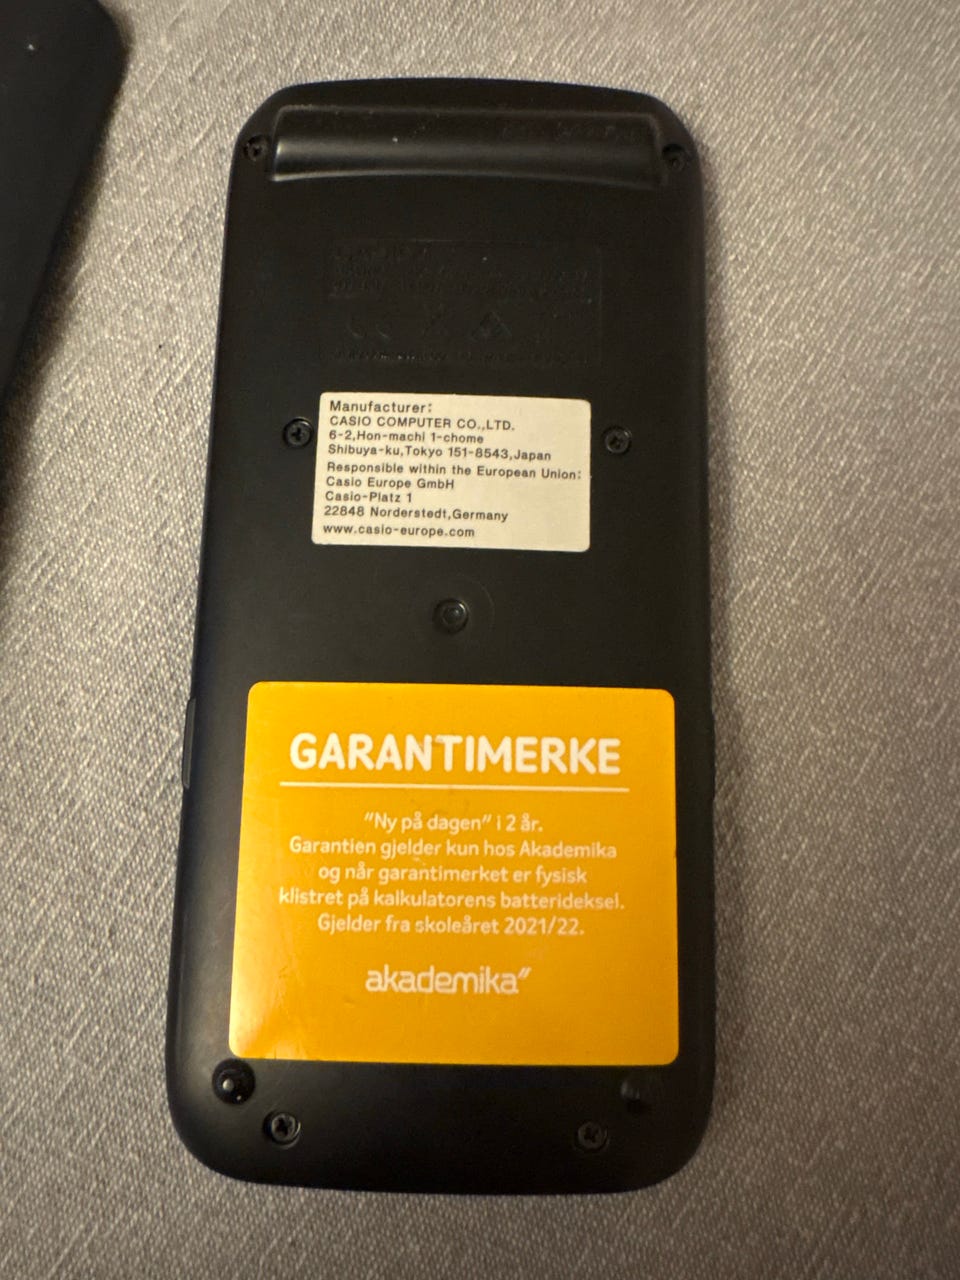 Manufacturer:
CASIO COMPUTER CO.,LTD.
6-2,Hon-machi 1-chome
Shibuya-ku,Tokyo 151-8543,Japan
Responsible within the European Union:
Casio Europe GmbH
Casio-Platz 1
22848 Norderstedt,Germany
www.casio-europe.com
GARANTIMERKE
"Ny på dagen" i 2 år.
Garantien gjelder kun hos Akademika
og når garantimerket er fysisk
klistret på kalkulatorens batterideksel.
Gjelder fra skoleåret 2021/22.
akademika"